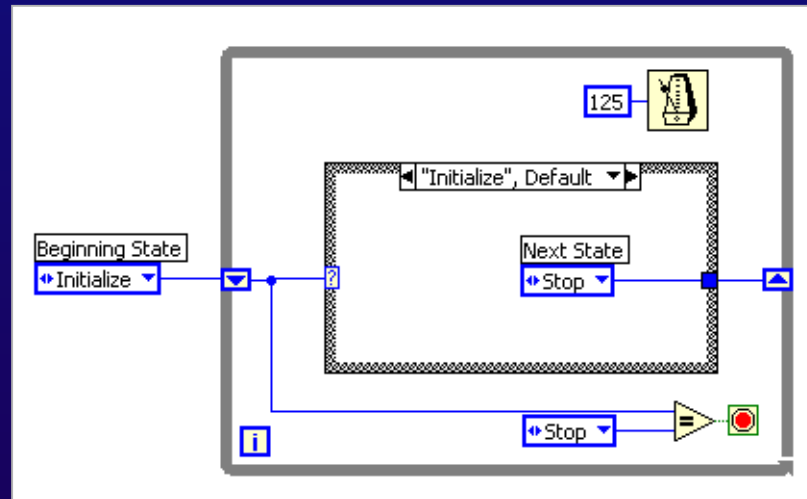 125
"Initialize", Default
Beginning State
Initialize
?
Next State
Stop
Stop
=
i